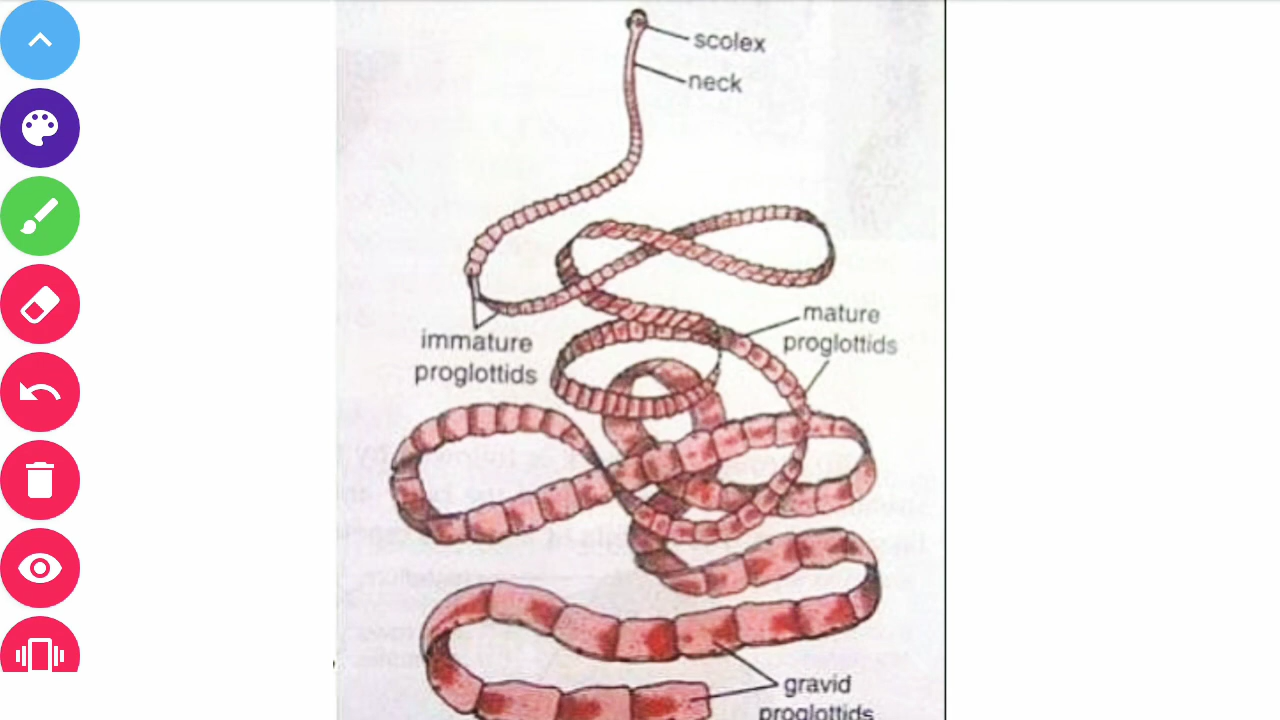 scolex
neck
immature
proglottids
mature
proglottids
gravid
proglottids